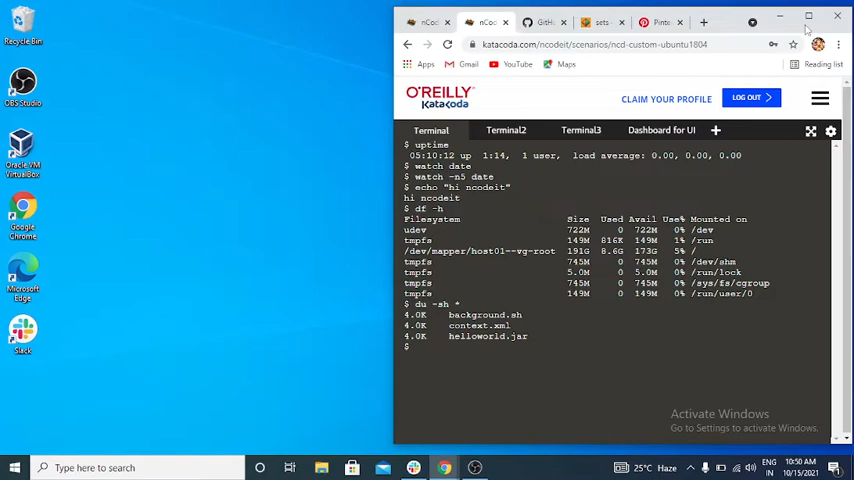 Recycle Bin
OBS Studio
Oracle VM
VirtualBox
Google
Chrome
Microsoft
Edge
Slack
nCod
nCod
GitHu
sets -
Pinte
katacoda.com/ncodeit/scenarios/ncd-custom-ubuntu1804
Apps Gmail YouTube Maps Reading list
O'REILLY
Katacoda
CLAIM YOUR PROFILE LOG OUT
Terminal Terminal2 Terminal3 Dashboard for UI +
$ uptime
05:10:12 up 1:14, 1 user, load average: 0.00, 0.00, 0.00
$ watch date
$ watch -n5 date
$ echo "hi ncodeit"
hi ncodeit
$ df -h
Filesystem Size Used Avail Use% Mounted on
udev 722M 0 722M 0% /dev
tmpfs 149M 816K 149M 1% /run
/dev/mapper/host01--vg-root 191G 8.6G 173G 5% /
tmpfs 745M 0 745M 0% /dev/shm
tmpfs 5.0M 0 5.0M 0% /run/lock
tmpfs 745M 0 745M 0% /sys/fs/cgroup
tmpfs 149M 0 149M 0% /run/user/0
$ du -sh *
4.0K background.sh
4.0K context.xml
4.0K helloworld.jar
$
Activate Windows
Go to Settings to activate Windows.
Type here to search
25°C Haze
ENG
IN
10:50 AM
10/15/2021
1